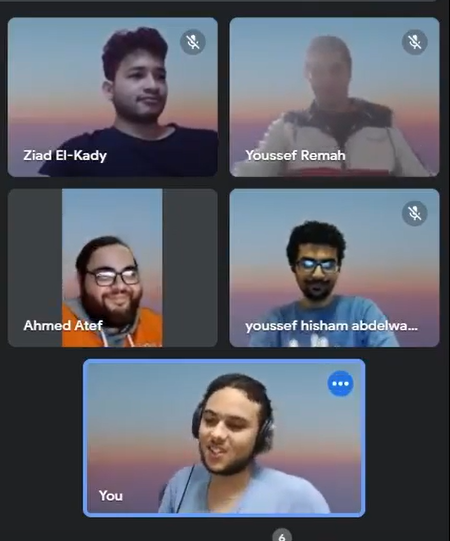 Ziad El-Kady
Youssef Remah
Ahmed Atef
youssef hisham abdelwa...
You
6